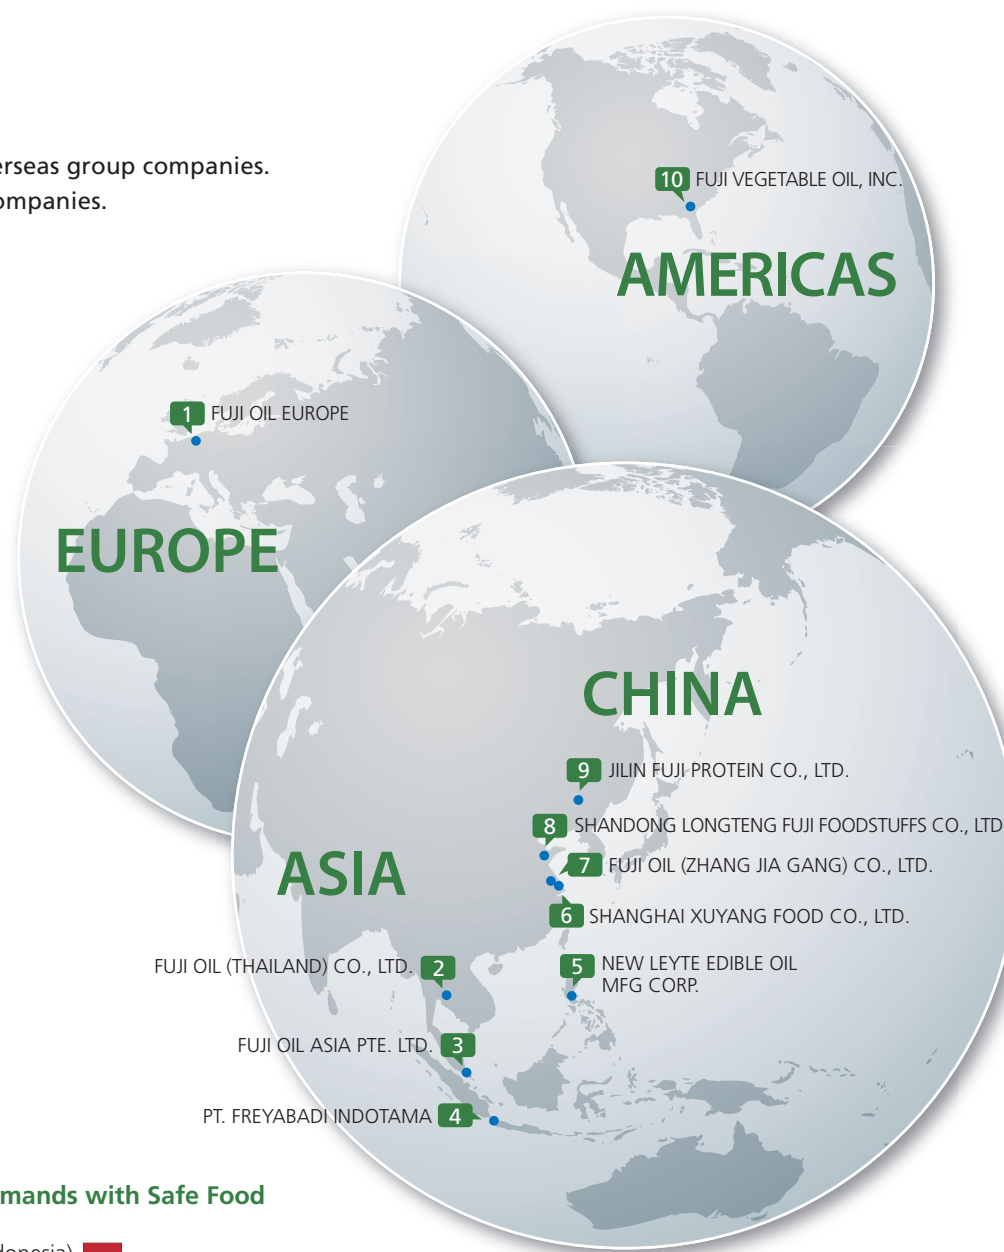 erseas group companies.
ompanies.
10 FUJI VEGETABLE OIL, INC.
AMERICAS
1 FUJI OIL EUROPE
EUROPE
CHINA
9 JILIN FUJI PROTEIN CO., LTD.
8 SHANDONG LONGTENG FUJI FOODSTUFFS CO., LTD
ASIA
7 FUJI OIL (ZHANG JIA GANG) CO., LTD.
6 SHANGHAI XUYANG FOOD CO., LTD.
FUJI OIL (THAILAND) CO., LTD. 2
5 NEW LEYTE EDIBLE OIL
MFG CORP.
FUJI OIL ASIA PTE. LTD. 3
PT. FREYABADI INDOTAMA 4
mands with Safe Food
donesia)